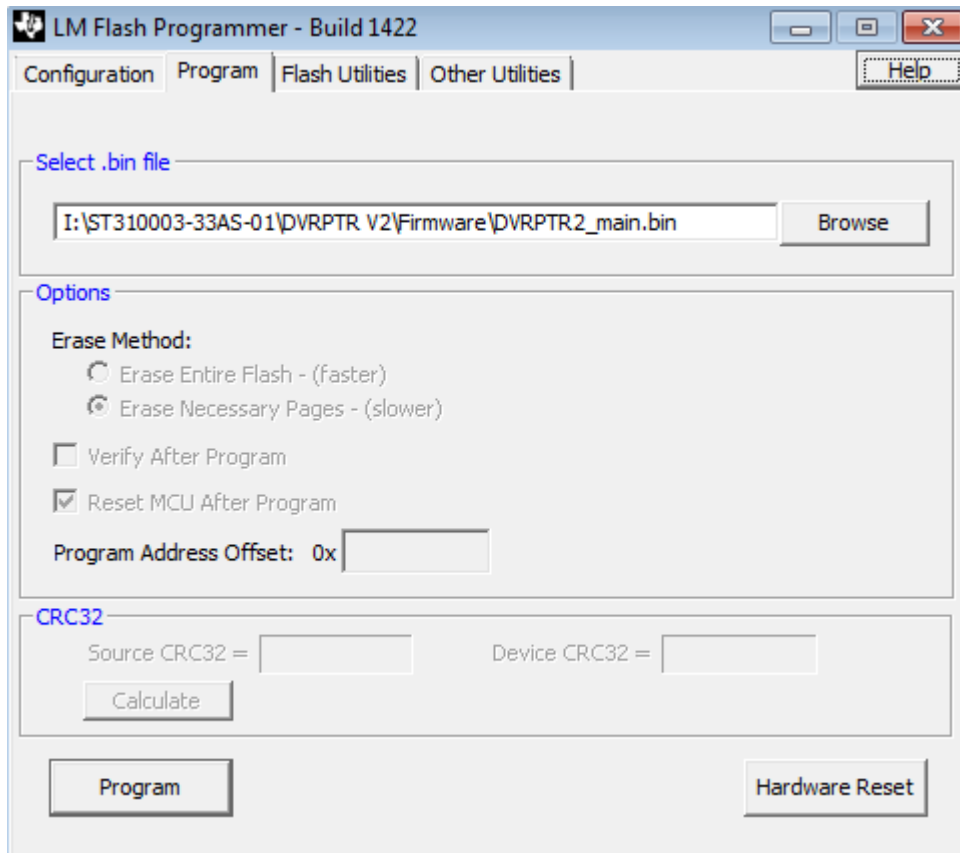 LM Flash Programmer - Build 1422
Configuration Program Flash Utilities Other Utilities Help
Select .bin file
I:\ST310003-33AS-01\DVRPTR V2\Firmware\DVRPTR2_main.bin Browse
Options
Erase Method:
Erase Entire Flash - (faster)
Erase Necessary Pages - (slower)
Verify After Program
Reset MCU After Program
Program Address Offset: 0x
CRC32
Source CRC32 = Device CRC32 =
Calculate
Program Hardware Reset